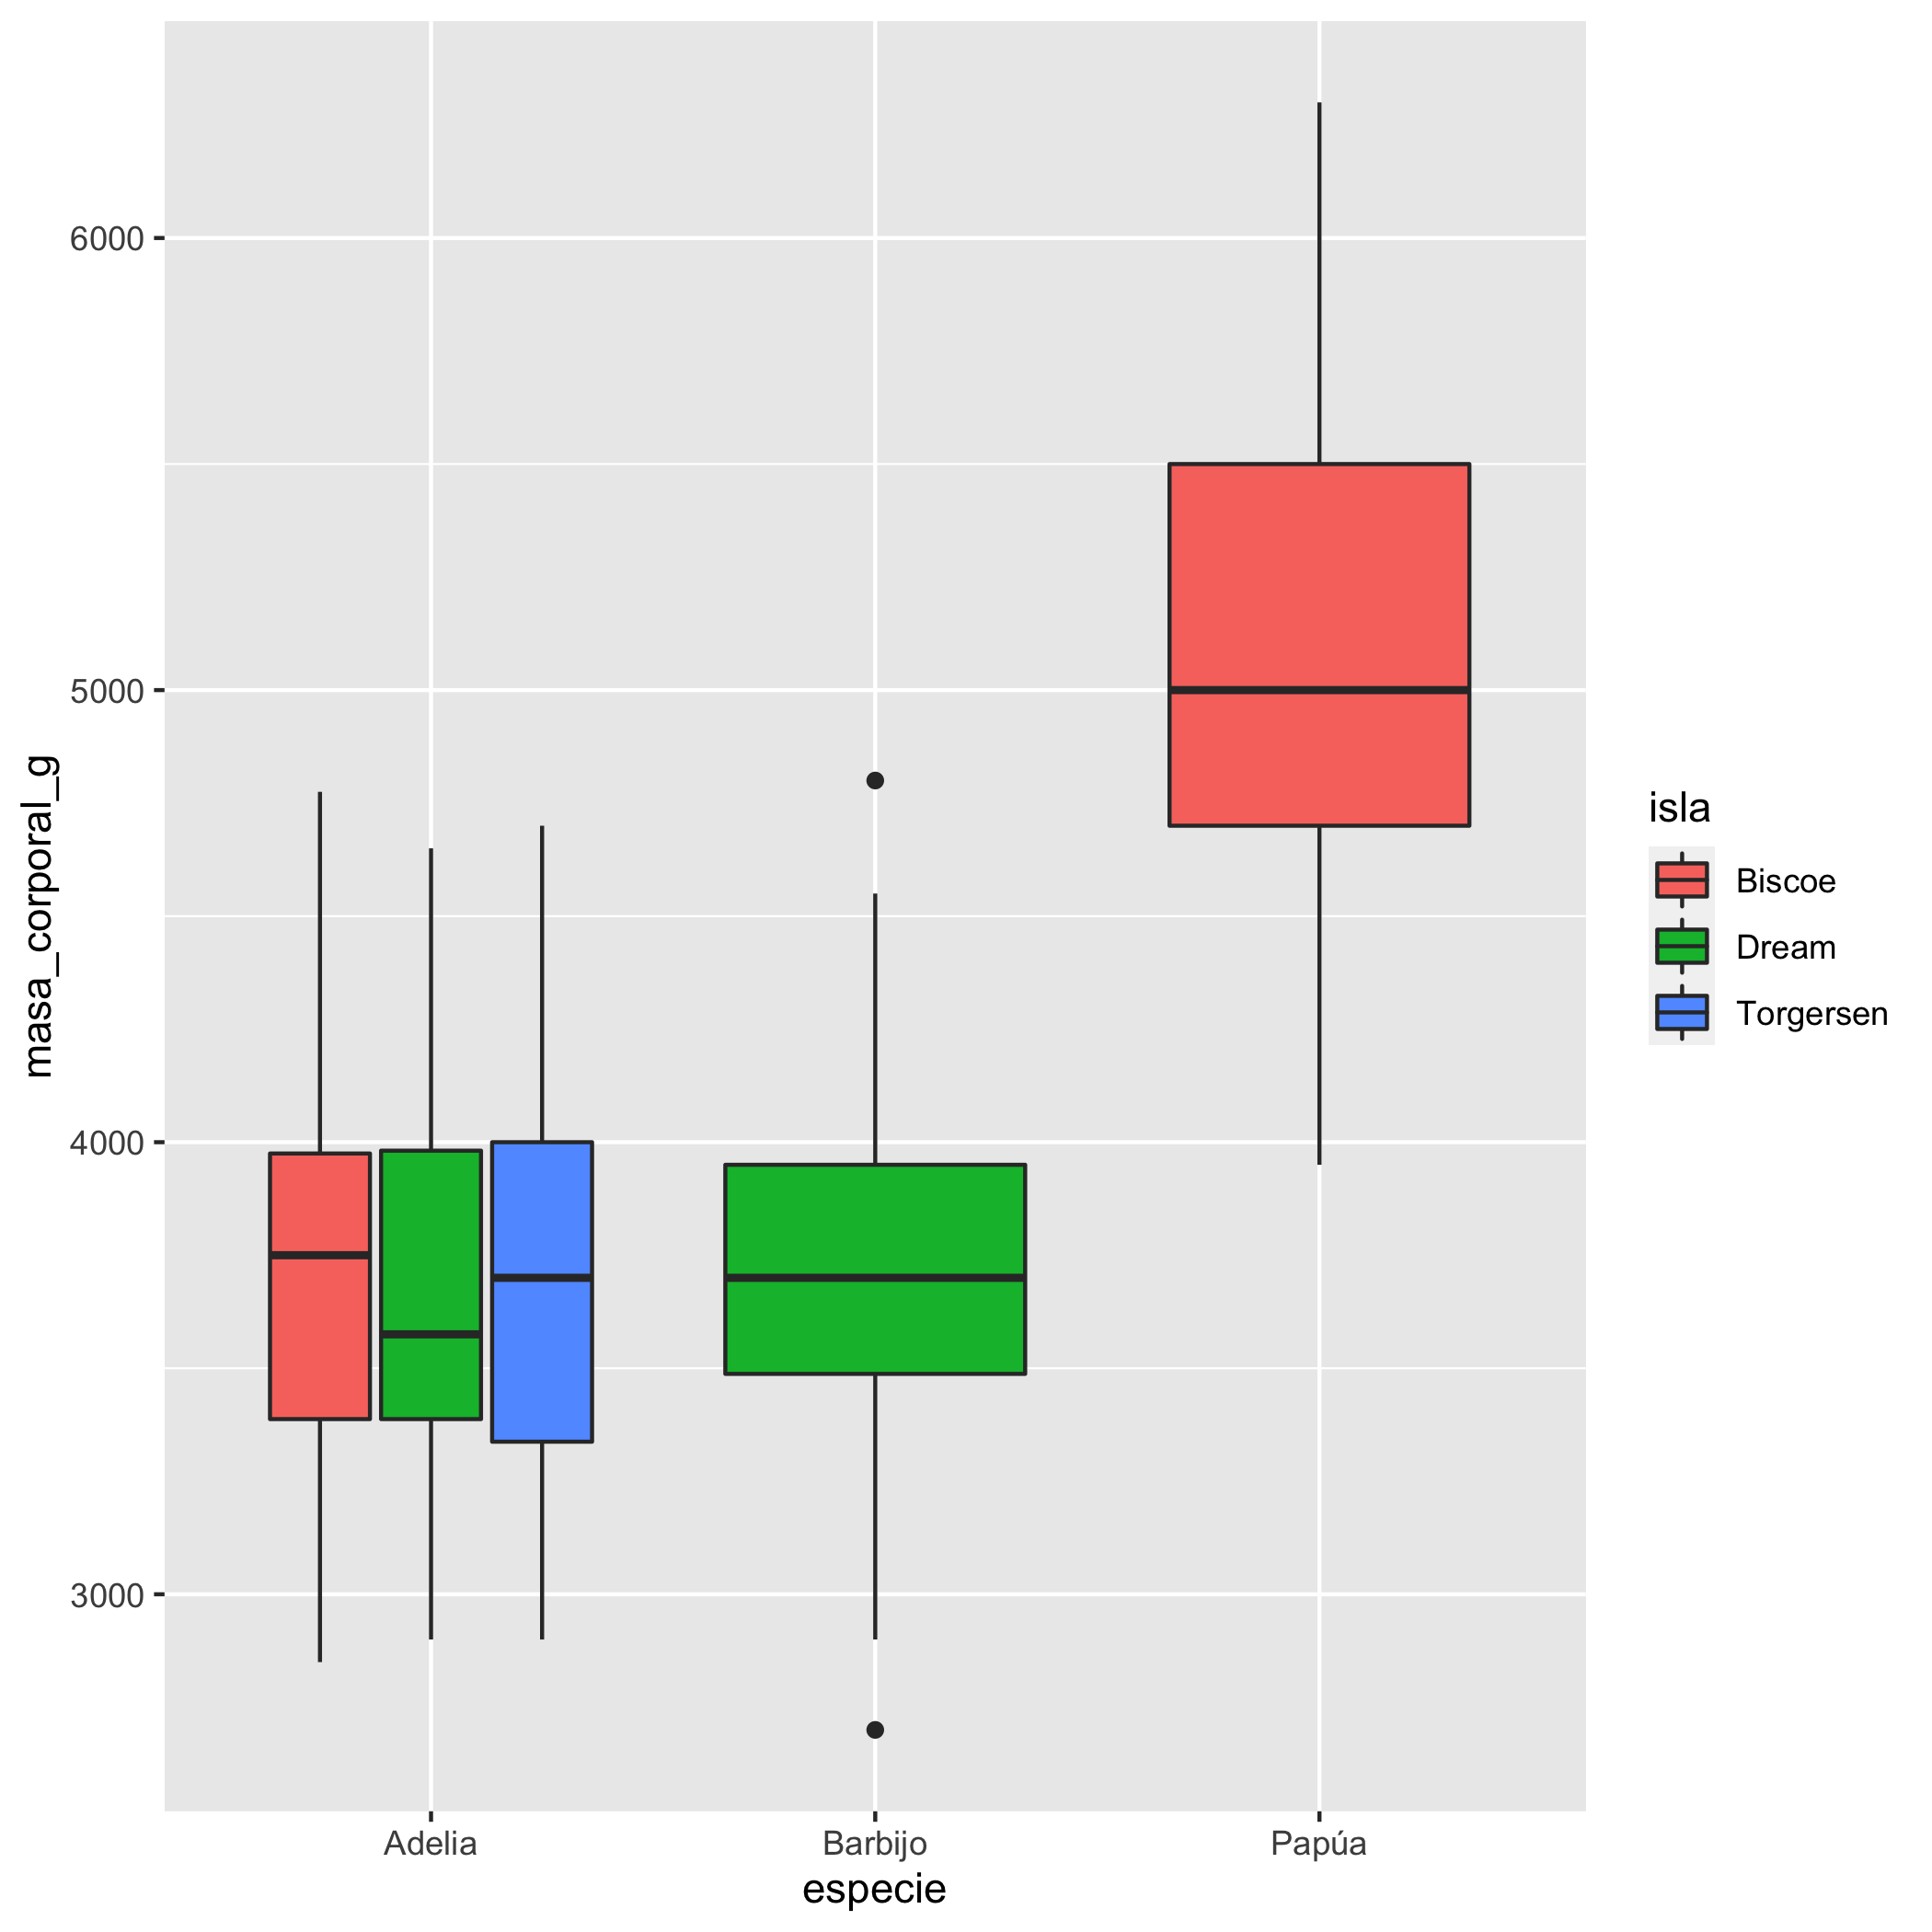 masa_corporal_g
6000
5000
4000
3000
Adelia
Barbijo
Papúa
especie
isla
Biscoe
Dream
Torgersen